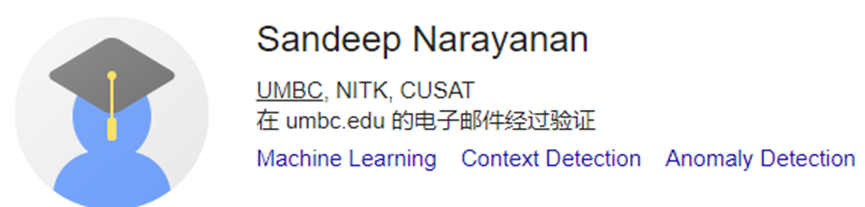 Sandeep Narayanan
UMBC, NITK, CUSAT
在 umbc.edu 的电子邮件经过验证
Machine Learning Context Detection Anomaly Detection